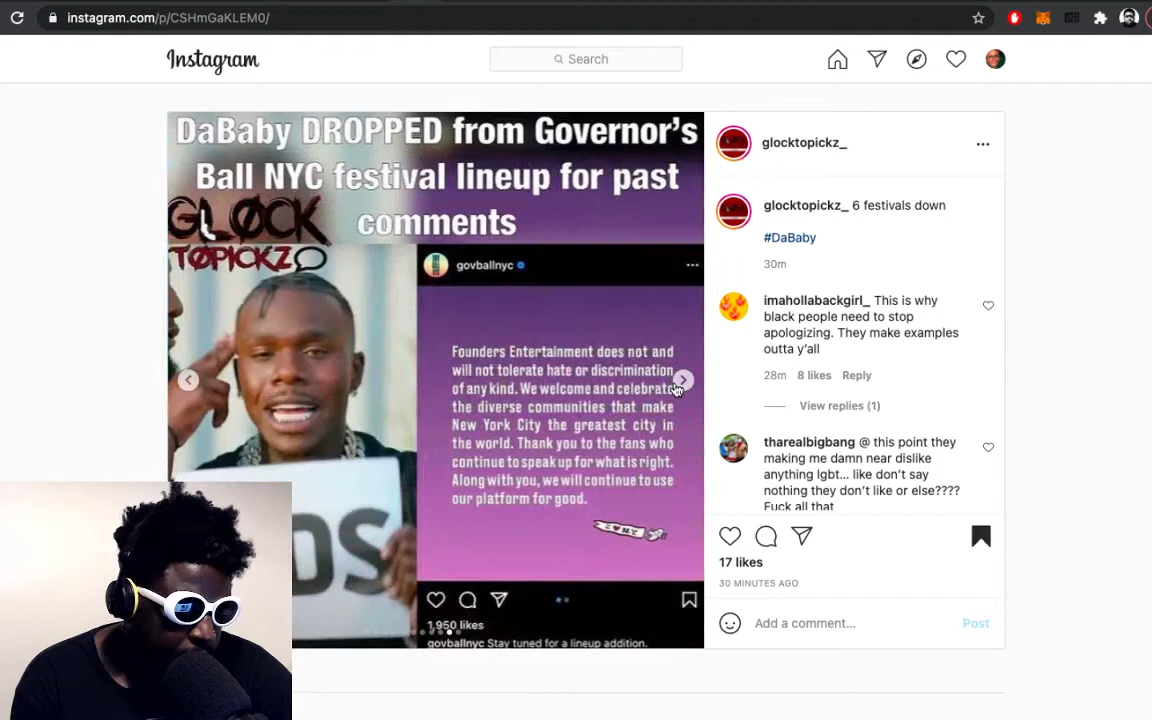 instagram.com/p/CSHmGaKLEM0/
Instagram
Search
DaBaby DROPPED from Governor's
Ball NYC festival lineup for past
comments
GLOCK
TOPICKZ
govballnyc
Founders Entertainment does not and
will not tolerate hate or discrimination
of any kind. We welcome and celebrate
the diverse communities that make
New York City the greatest city in
the world. Thank you to the fans who
continue to speak up for what is right.
Along with you, we will continue to use
our platform for good.
I ♥ NY
DS
1,950 likes
govballnyc Stay tuned for a lineup addition.
glocktopickz_
glocktopickz_ 6 festivals down
#DaBaby
30m
imahollabackgirl_ This is why
black people need to stop
apologizing. They make examples
outta y'all
28m 8 likes Reply
View replies (1)
tharealbigbang @ this point they
making me damn near dislike
anything lgbt... like don't say
nothing they don't like or else????
Fuck all that
17 likes
30 MINUTES AGO
Add a comment... Post